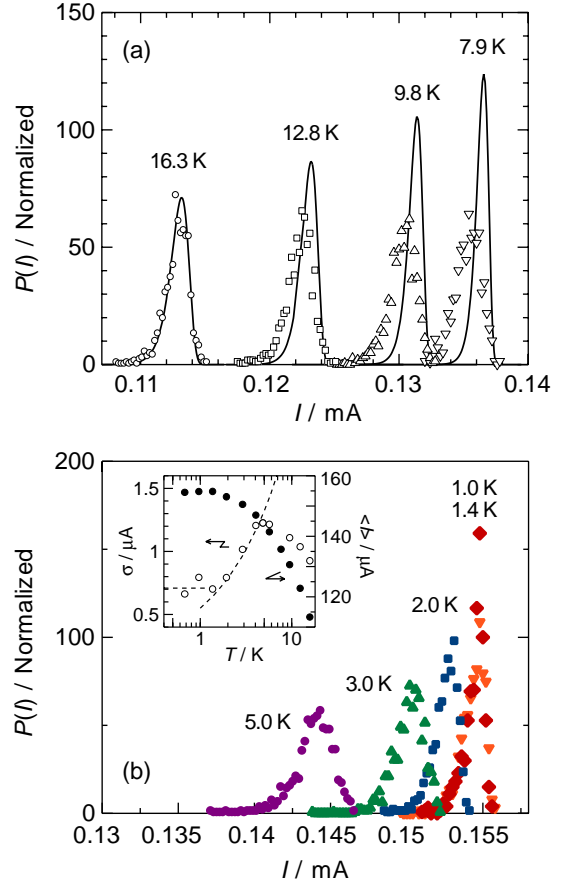 150
(a)
7.9 K
9.8 K
12.8 K
16.3 K
100
50
0
P(I) / Normalized
0.11 0.12 0.13 0.14
I / mA
200
160
1.5
1.0 K
1.4 K
σ / μA
1
140
<I> / μA
2.0 K
120
0.5
1 10
T / K
100
3.0 K
5.0 K
P(I) / Normalized
(b)
0
0.13 0.135 0.14 0.145 0.15 0.155
I / mA